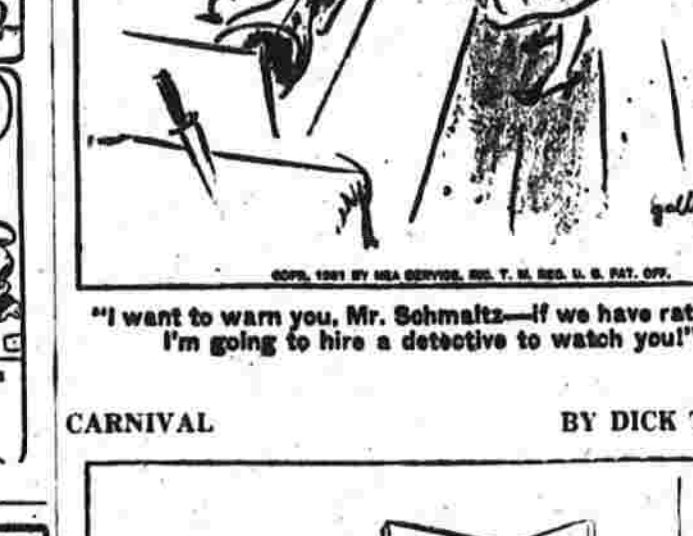 COPR. 1951 BY NEA SERVICE, INC. T. M. REG. U. S. PAT. OFF.
"I want to warn you, Mr. Schmaltz—if we have rat
I'm going to hire a detective to watch you!"
CARNIVAL BY DICK T